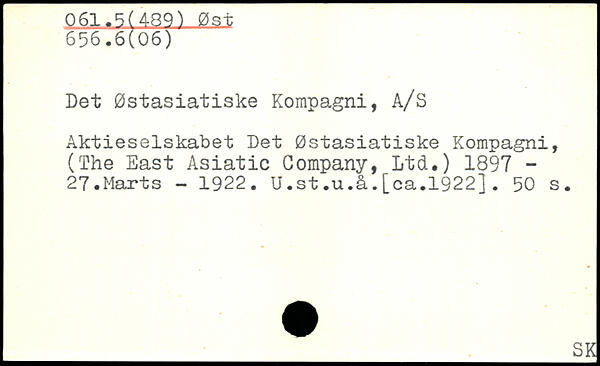 061.5(489) Øst
656.6(06)
Det Østasiatiske Kompagni, A/S
Aktieselskabet Det Østasiatiske Kompagni,
(The East Asiatic Company, Ltd.) 1897 -
27.Marts - 1922. U.st.u.å.[ca.1922]. 50 s.
SK